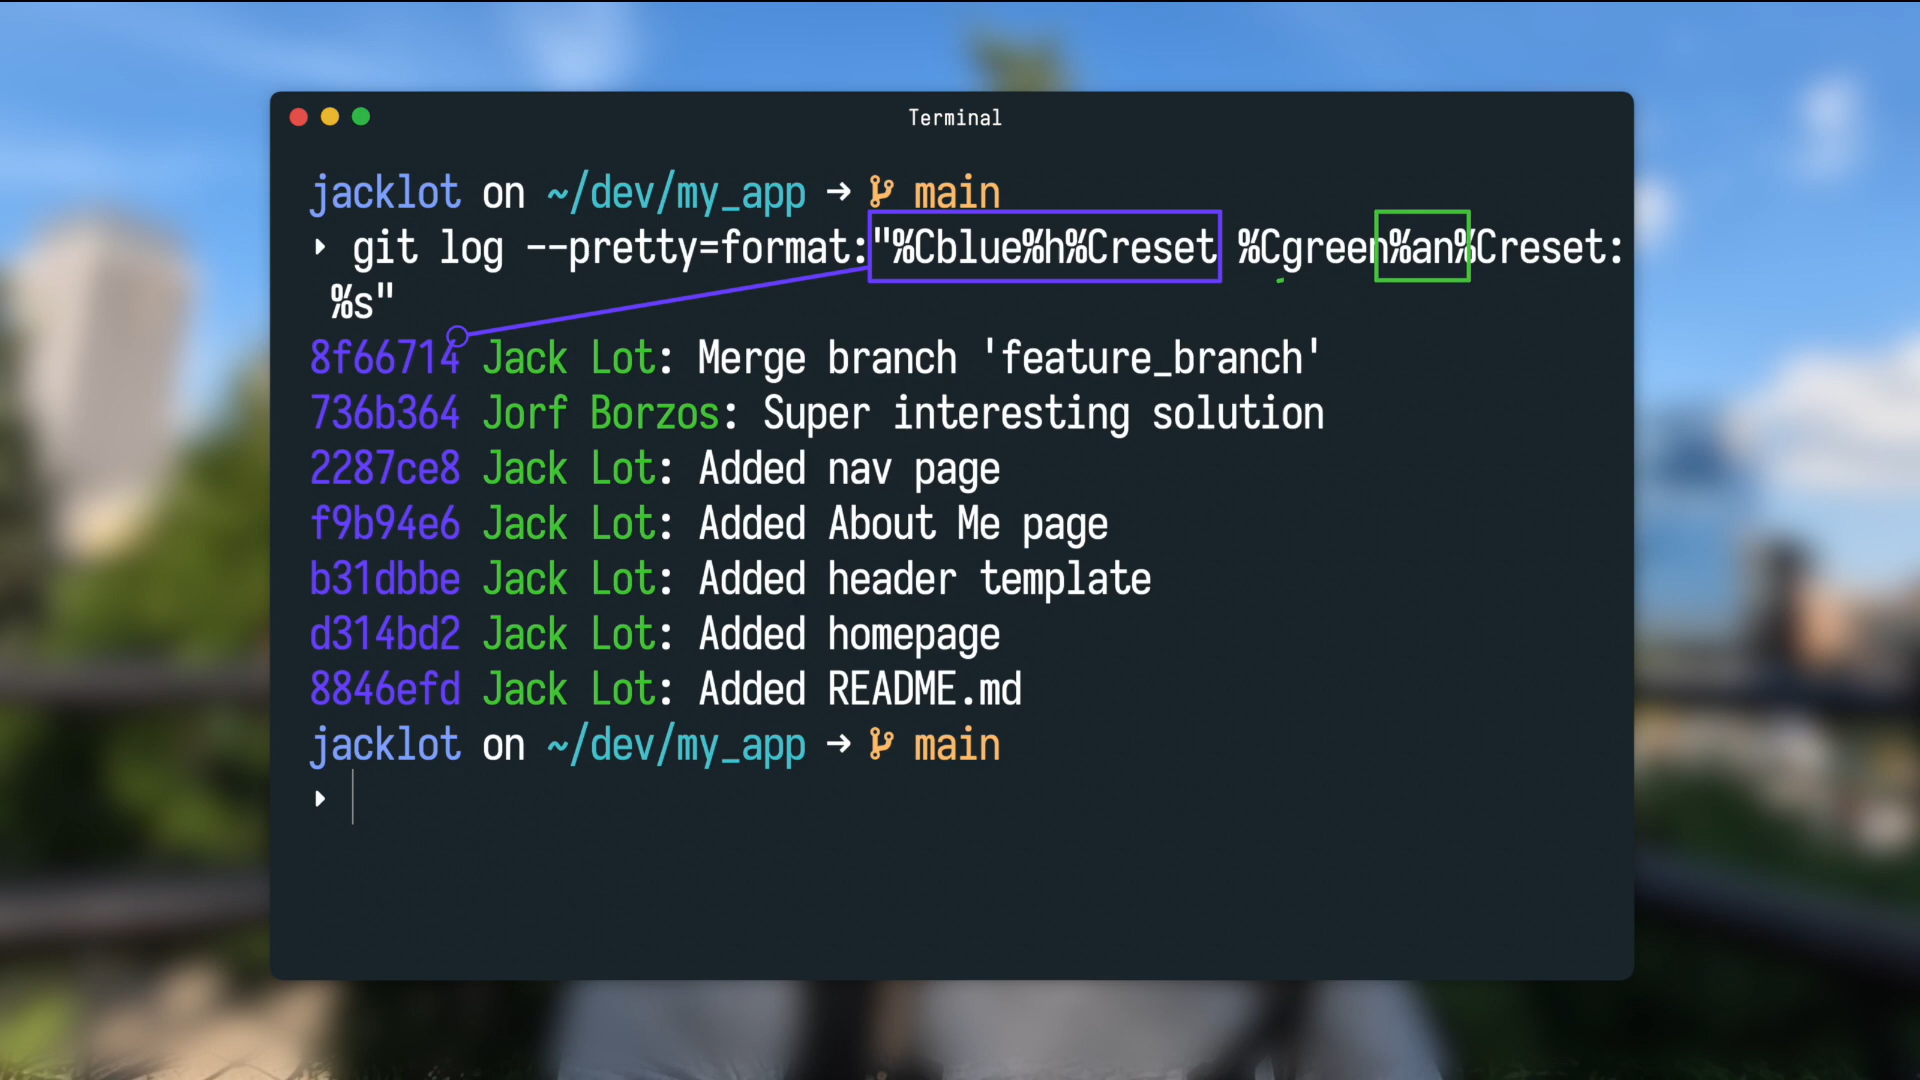 Terminal
jacklot on ~/dev/my_app → main
git log --pretty=format:"%Cblue%h%Creset %Cgreen%an%Creset:
%s"
8f66714 Jack Lot: Merge branch 'feature_branch'
736b364 Jorf Borzos: Super interesting solution
2287ce8 Jack Lot: Added nav page
f9b94e6 Jack Lot: Added About Me page
b31dbbe Jack Lot: Added header template
d314bd2 Jack Lot: Added homepage
8846efd Jack Lot: Added README.md
jacklot on ~/dev/my_app → main